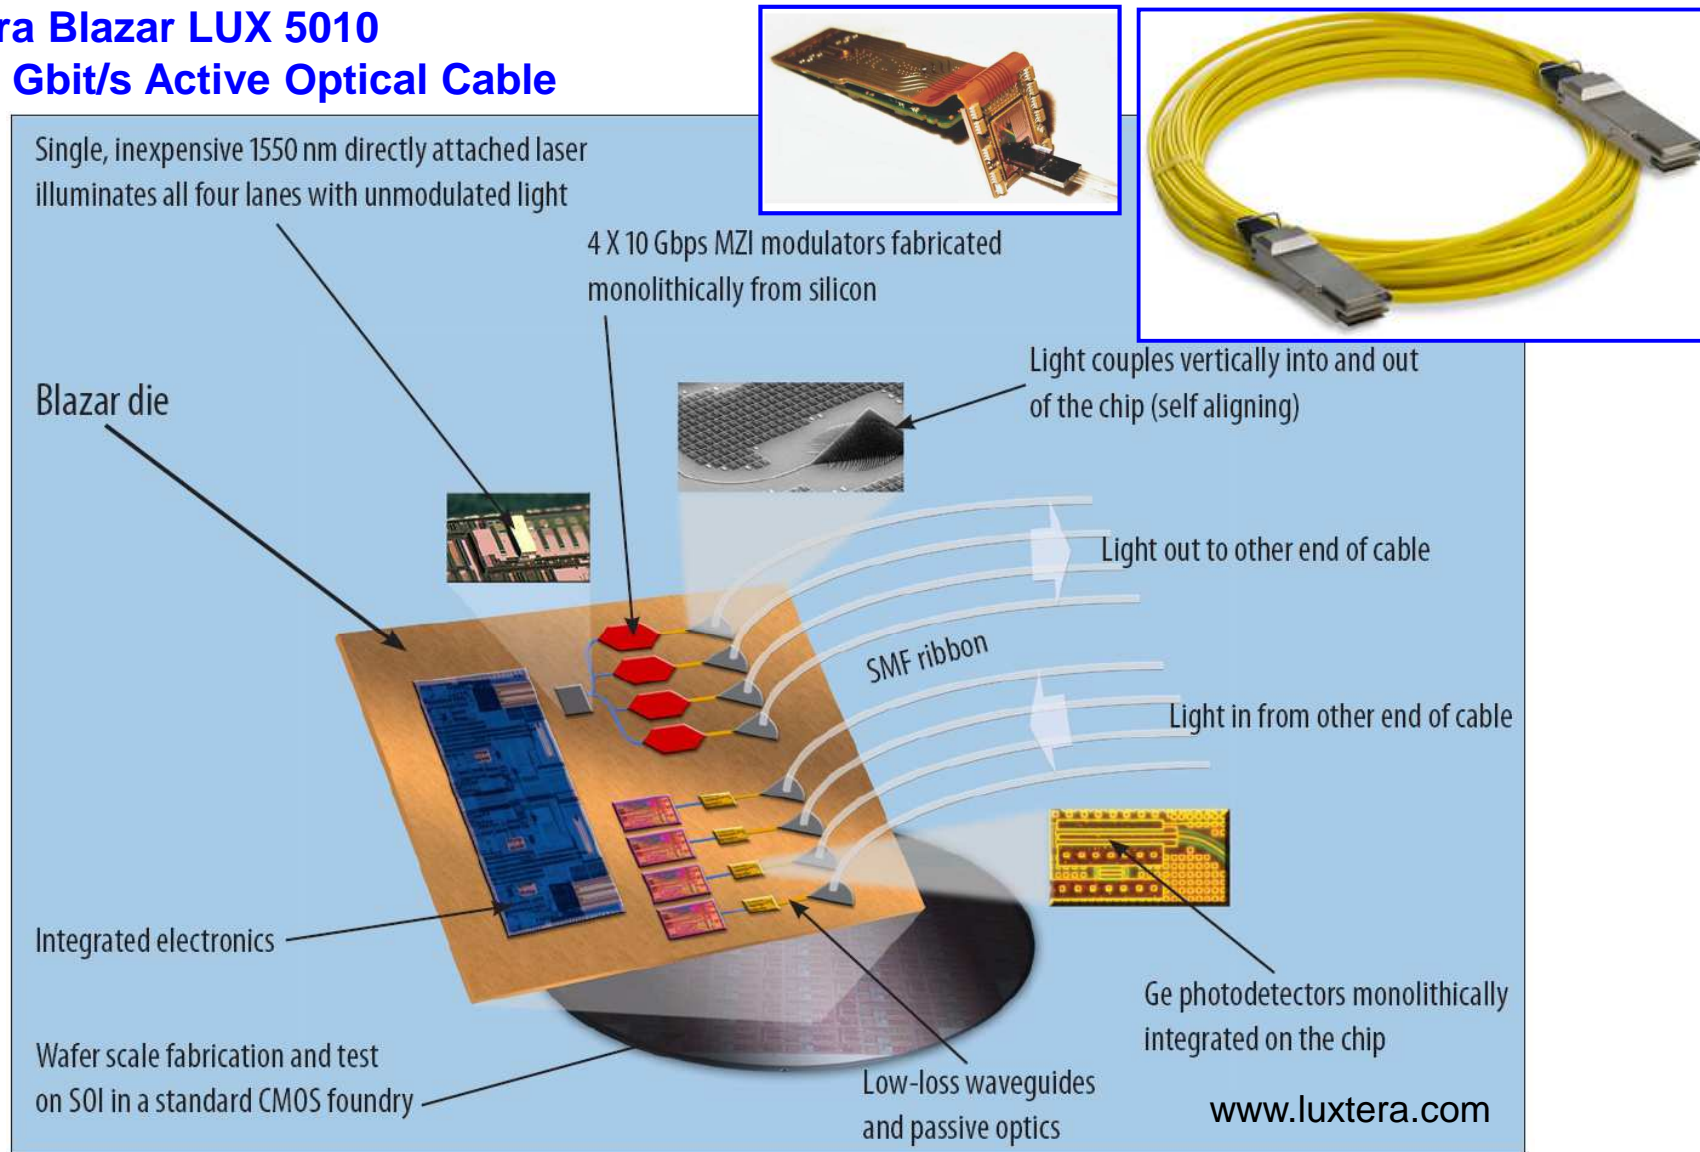 ra Blazar LUX 5010
Gbit/s Active Optical Cable
Single, inexpensive 1550 nm directly attached laser
illuminates all four lanes with unmodulated light
4 X 10 Gbps MZI modulators fabricated
monolithically from silicon
Light couples vertically into and out
of the chip (self aligning)
Blazar die
Light out to other end of cable
SMF ribbon
Light in from other end of cable
Integrated electronics
Ge photodetectors monolithically
integrated on the chip
Wafer scale fabrication and test
on SOI in a standard CMOS foundry
Low-loss waveguides
and passive optics
www.luxtera.com